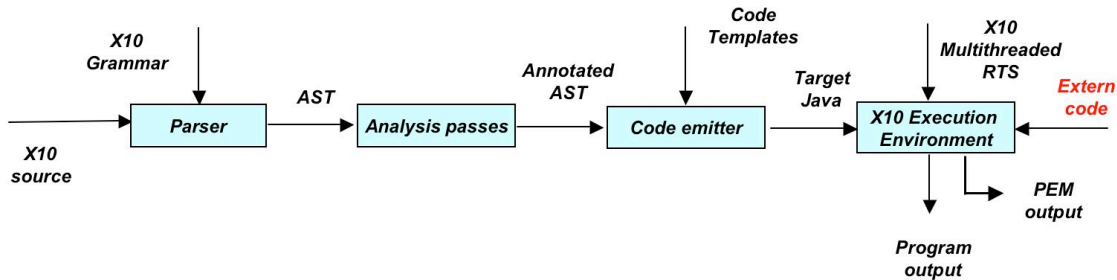 X10
Grammar
X10
source
Parser
AST
Analysis passes
Annotated
AST
Code
Templates
Code emitter
Target
Java
X10
Multithreaded
RTS
Extern
code
X10 Execution
Environment
PEM
output
Program
output